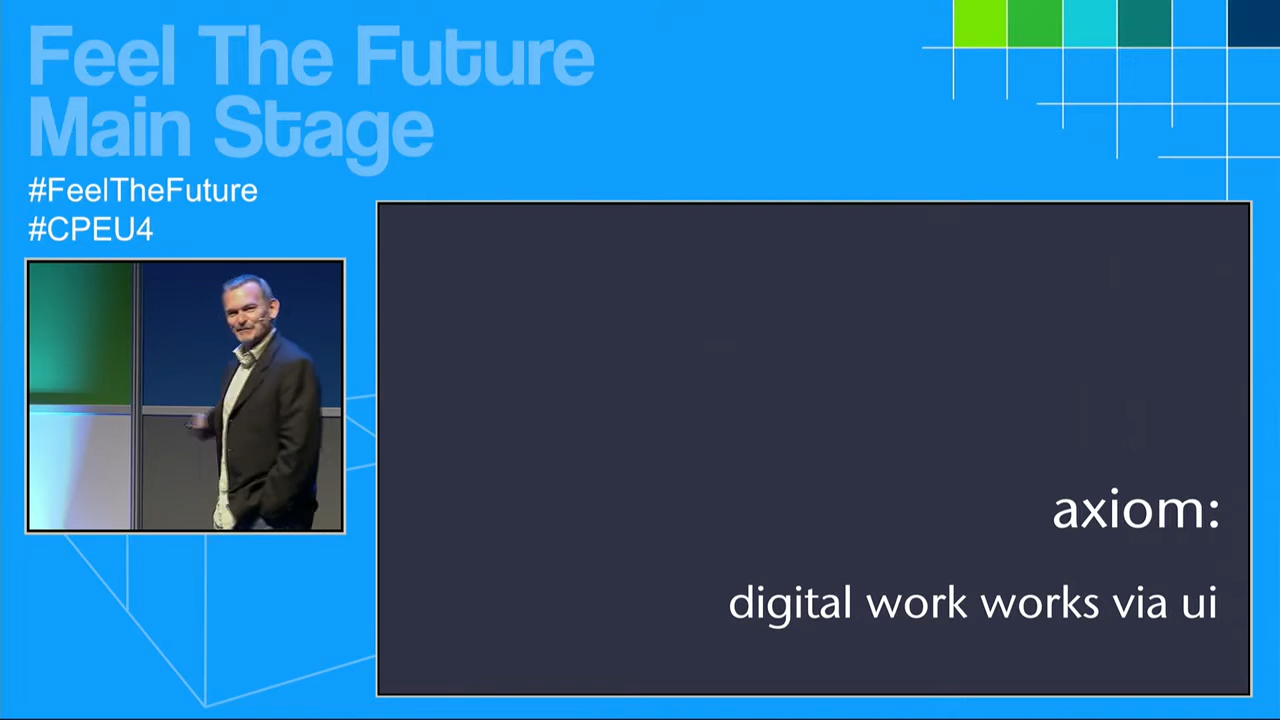 Feel The Future
Main Stage
#FeelTheFuture
#CPEU4
axiom:
digital work works via ui